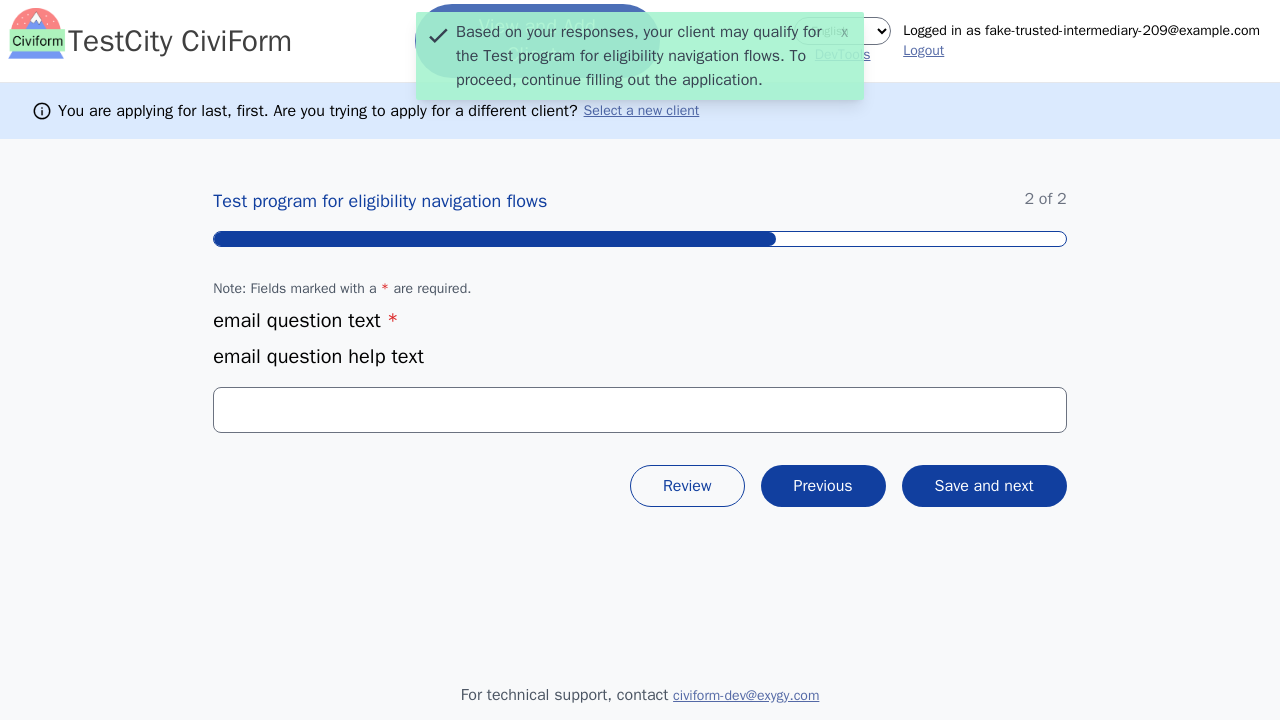 Civiform
TestCity CiviForm
View and Add
Based on your responses, your client may qualify for
the Test program for eligibility navigation flows. To
proceed, continue filling out the application.
x
DevTools
Logged in as fake-trusted-intermediary-209@example.com
Logout
You are applying for last, first. Are you trying to apply for a different client? Select a new client
Test program for eligibility navigation flows
2 of 2
Note: Fields marked with a * are required.
email question text *
email question help text
Review
Previous
Save and next
For technical support, contact civiform-dev@exygy.com